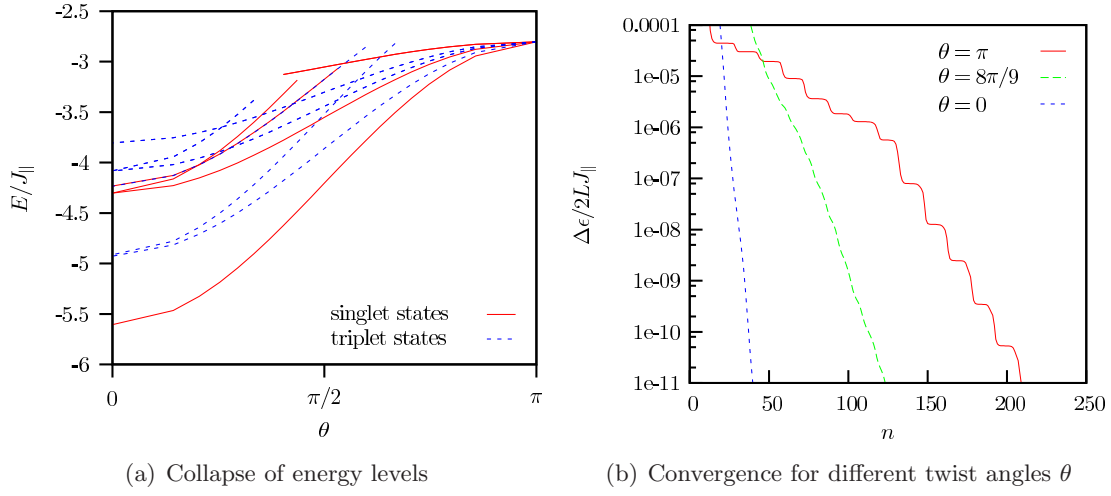 -2.5
-3
-3.5
-4
-4.5
-5
-5.5
-6
E/J∥
0
π/2
π
θ
singlet states
triplet states
(a) Collapse of energy levels
0.0001
1e-05
1e-06
1e-07
1e-08
1e-09
1e-10
1e-11
Δϵ/2LJ∥
0 50 100 150 200 250
n
θ = π
θ = 8π/9
θ = 0
(b) Convergence for different twist angles θ